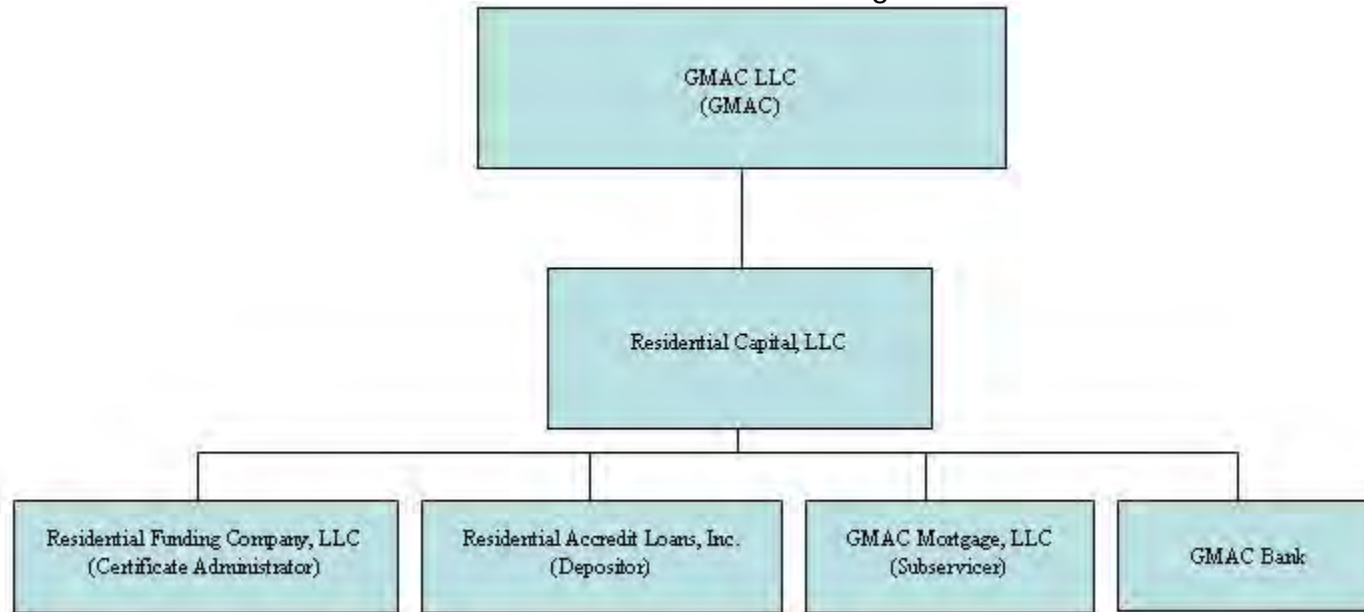 GMAC LLC
(GMAC)
Residential Capital, LLC
Residential Funding Company, LLC
(Certificate Administrator)
Residential Accredit Loans, Inc.
(Depositor)
GMAC Mortgage, LLC
(Subservicer)
GMAC Bank